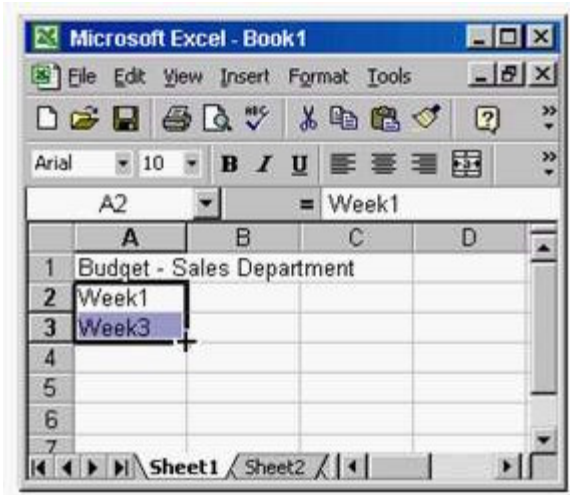 Microsoft Excel - Book1
File Edit View Insert Format Tools
ABC
?
Arial 10 B I U
A2 = Week1
A B C D
1 Budget - Sales Department
2 Week1
3 Week3
4
5
6
7
Sheet1 Sheet2